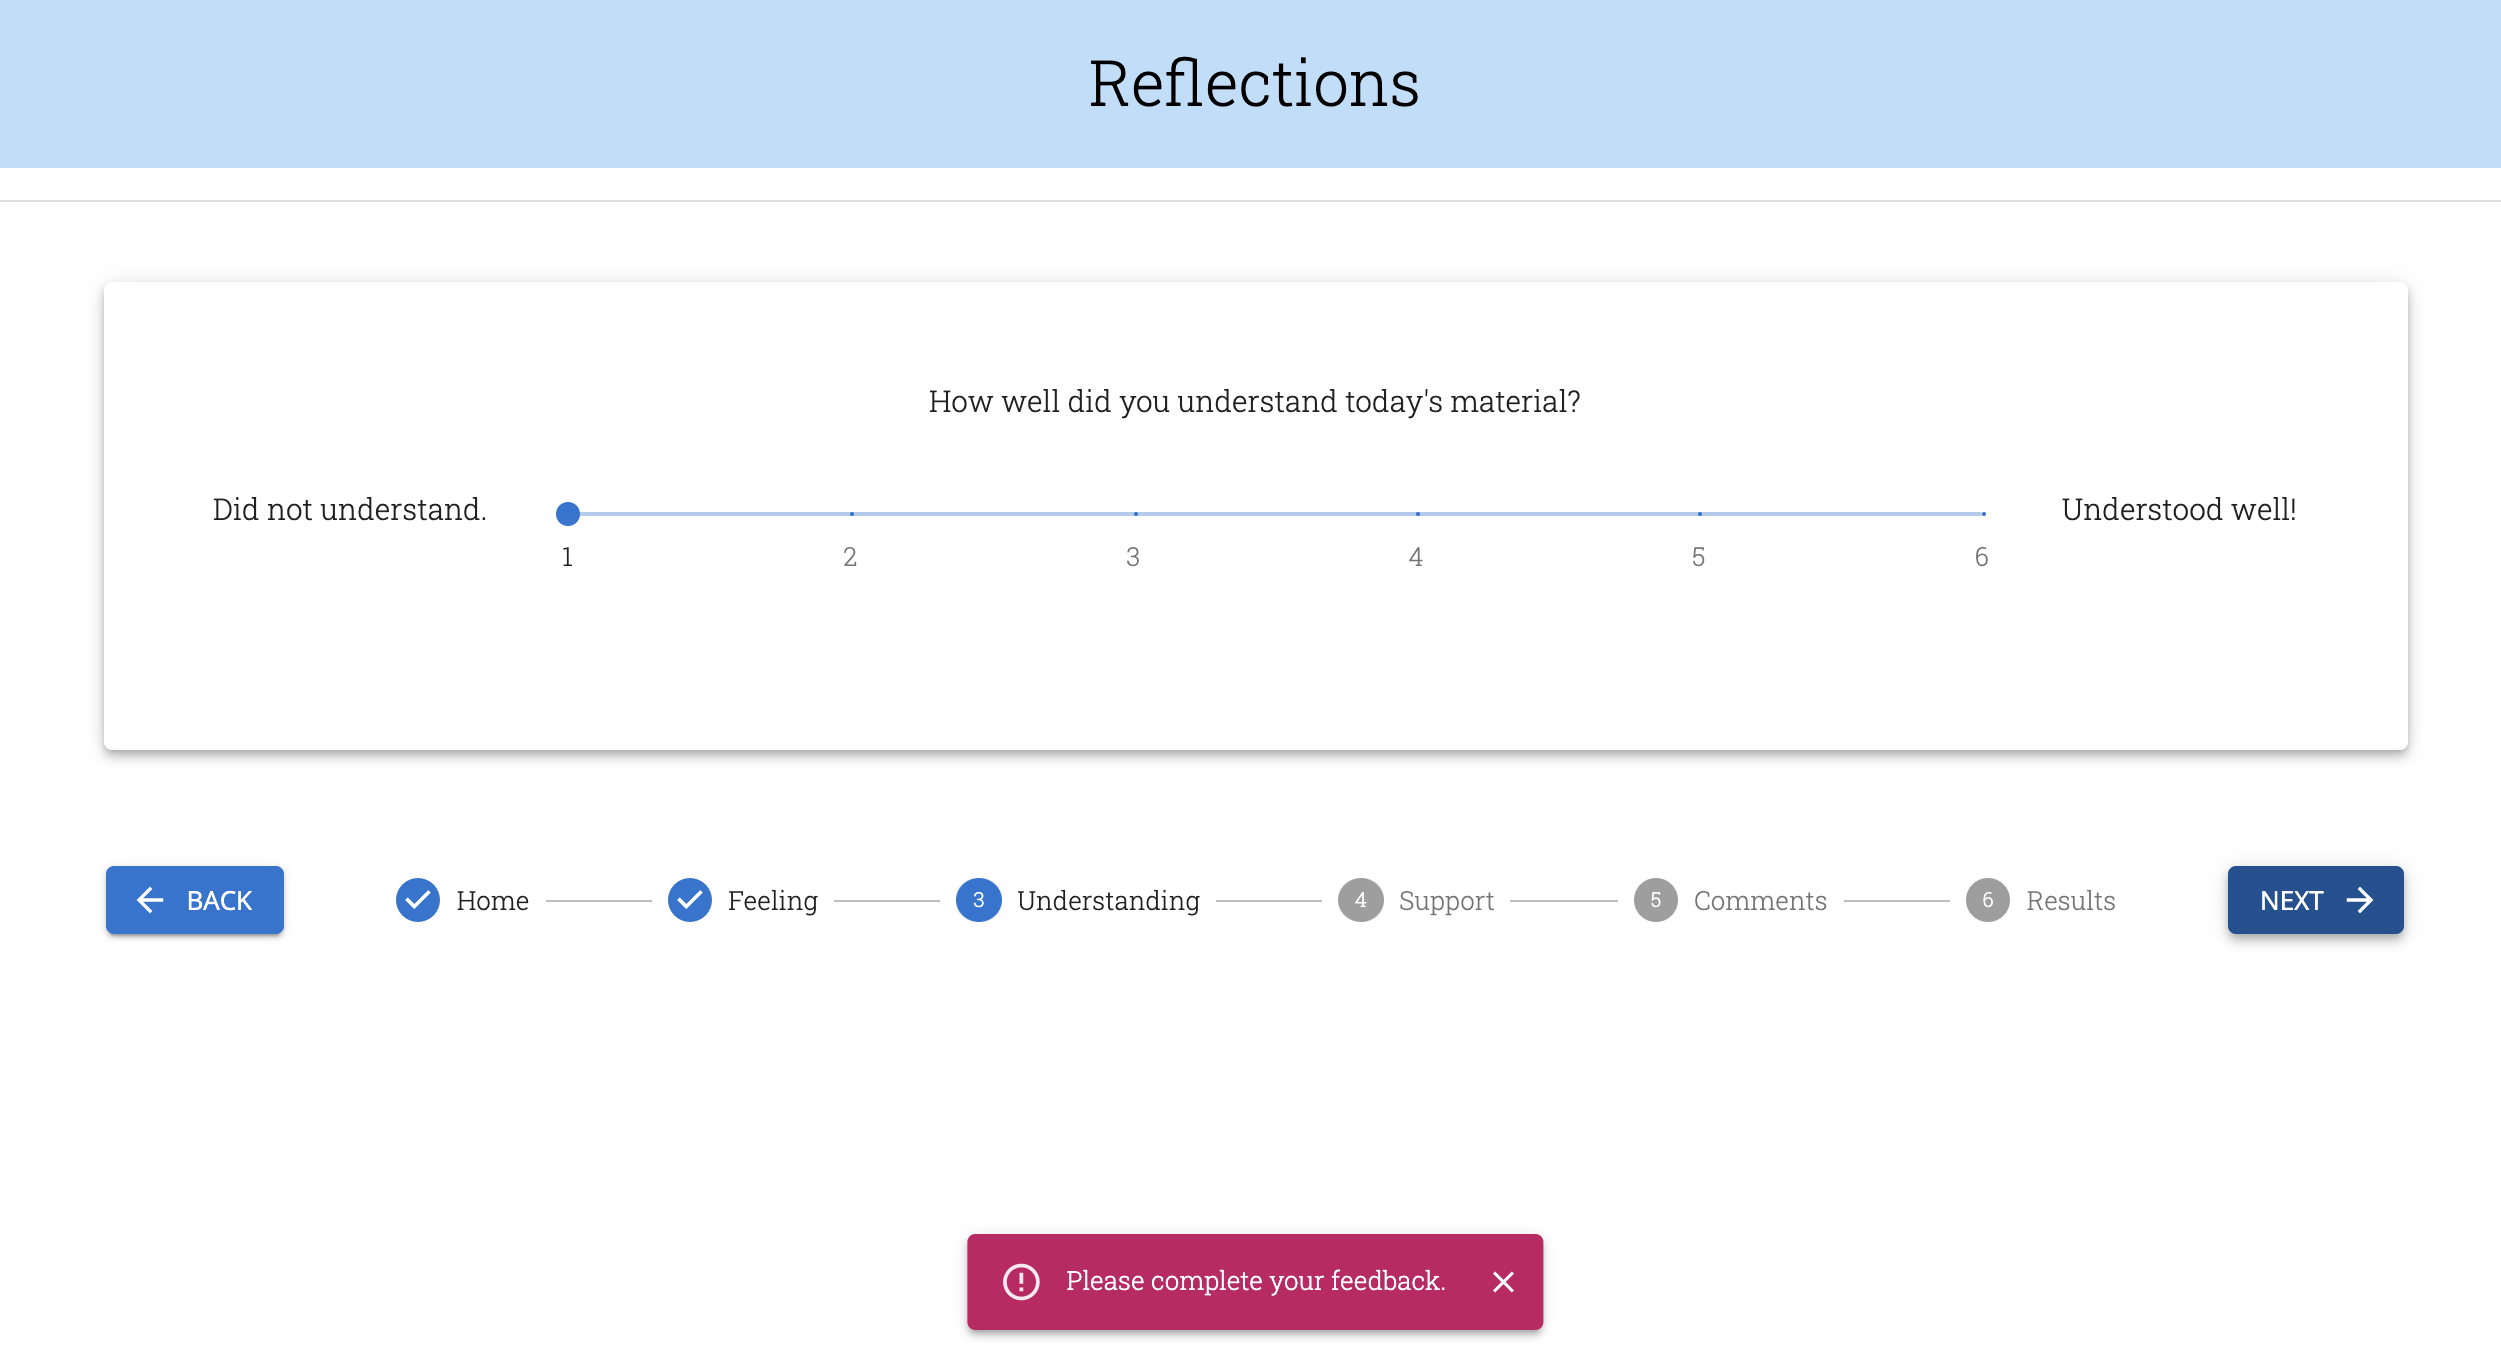 Reflections
How well did you understand today's material?
Did not understand.
Understood well!
1 2 3 4 5 6
BACK
Home
Feeling
3 Understanding
4 Support
5 Comments
6 Results
NEXT
Please complete your feedback.